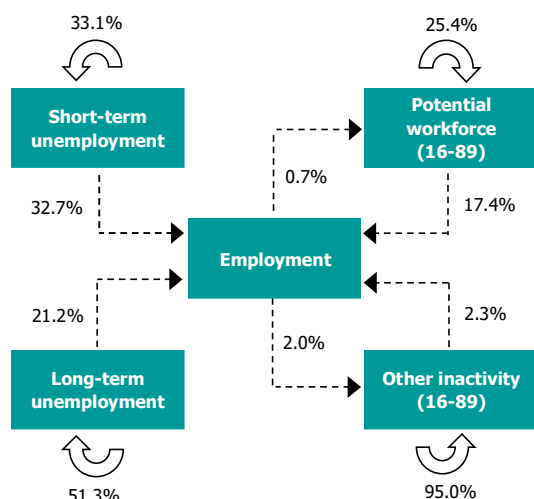 33.1%
25.4%
Short-term
unemployment
Potential
workforce
(16-89)
0.7%
32.7%
17.4%
Employment
21.2%
2.0%
2.3%
Long-term
unemployment
Other inactivity
(16-89)
51.3%
95.0%